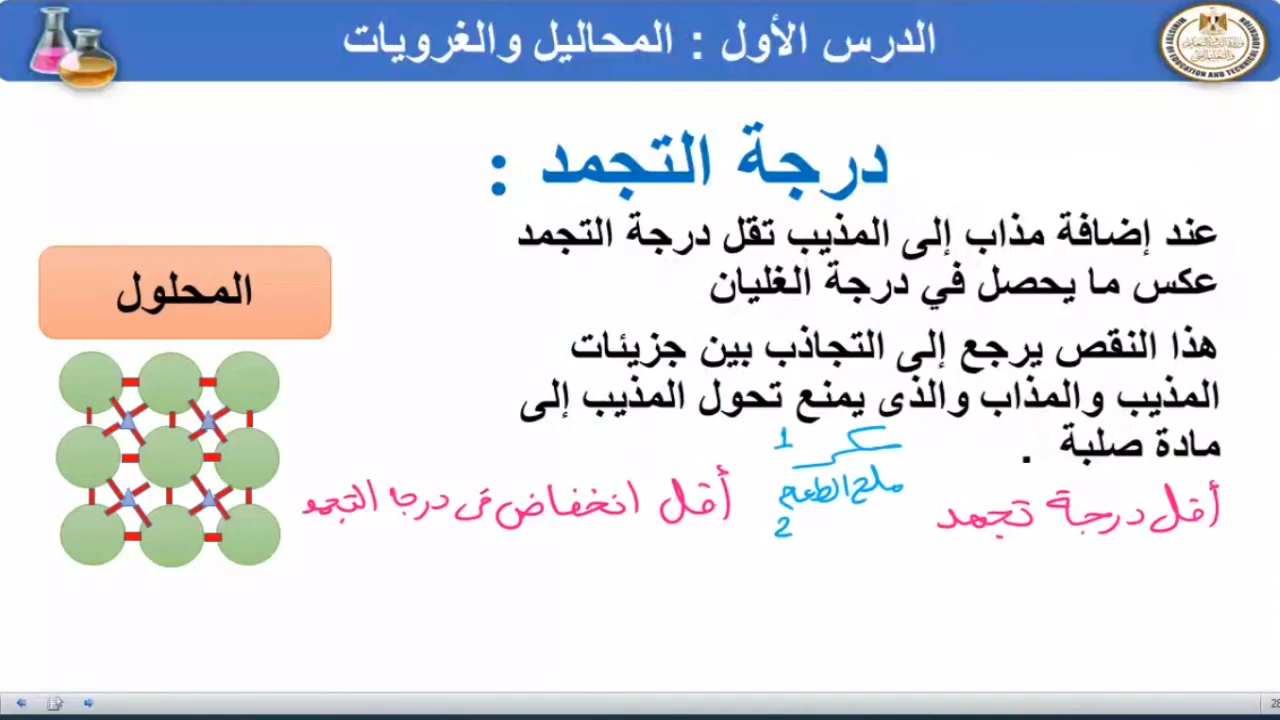 الدرس الأول : المحاليل والغرويات
درجة التجمد :
عند إضافة مذاب إلى المذيب تقل درجة التجمد
عكس ما يحصل في درجة الغليان
هذا النقص يرجع إلى التجاذب بين جزيئات
المذيب والمذاب والذى يمنع تحول المذيب إلى
مادة صلبة .
المحلول
سكر 1
ملح الطعام
2
أقل درجة تجمد
أقل انخفاض فى درجا التجمد